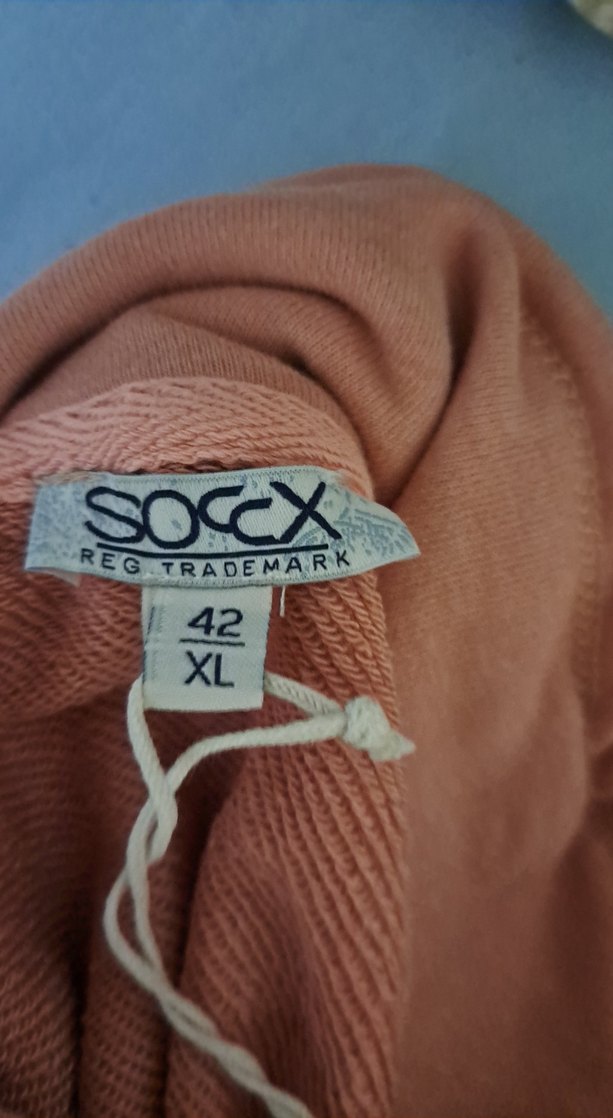 SOCCX
REG. TRADEMARK
42
XL